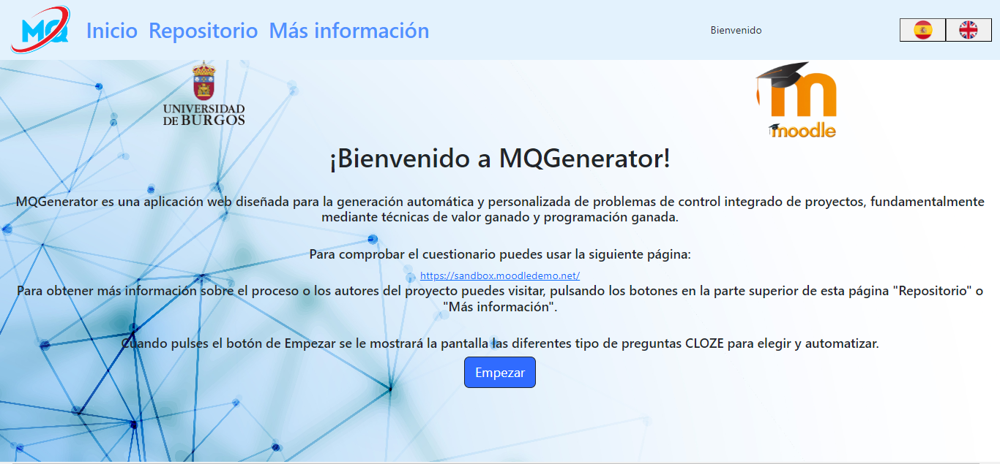 MQ Inicio Repositorio Más información Bienvenido
UNIVERSIDAD
DE BURGOS
m
moodle
¡Bienvenido a MQGenerator!
MQGenerator es una aplicación web diseñada para la generación automática y personalizada de problemas de control integrado de proyectos, fundamentalmente
mediante técnicas de valor ganado y programación ganada.
Para comprobar el cuestionario puedes usar la siguiente página:
https://sandbox.moodledemo.net/
Para obtener más información sobre el proceso o los autores del proyecto puedes visitar, pulsando los botones en la parte superior de esta página "Repositorio" o
"Más información".
Cuando pulses el botón de Empezar se le mostrará la pantalla las diferentes tipo de preguntas CLOZE para elegir y automatizar.
Empezar